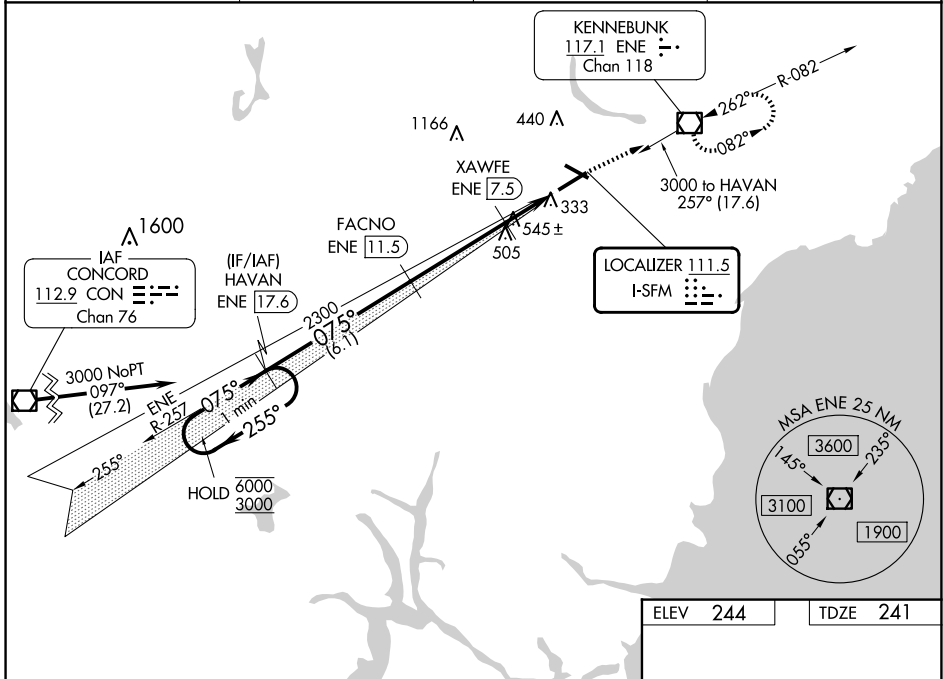 KENNEBUNK
117.1 ENE
Chan 118
R-082
262°
082°
3000 to HAVAN
257° (17.6)
440
1166
XAWFE
ENE 7.5
333
545 ±
505
FACNO
ENE 11.5
1600
IAF
CONCORD
112.9 CON
Chan 76
(IF/IAF)
HAVAN
ENE 17.6
LOCALIZER 111.5
I-SFM
2300
075°
(6.1)
3000 NoPT
097°
(27.2)
ENE
R-257
075°
1 min
255°
255°
HOLD 6000
3000
MSA ENE 25 NM
3600
145°
235°
3100
1900
055°
ELEV 244
TDZE 241